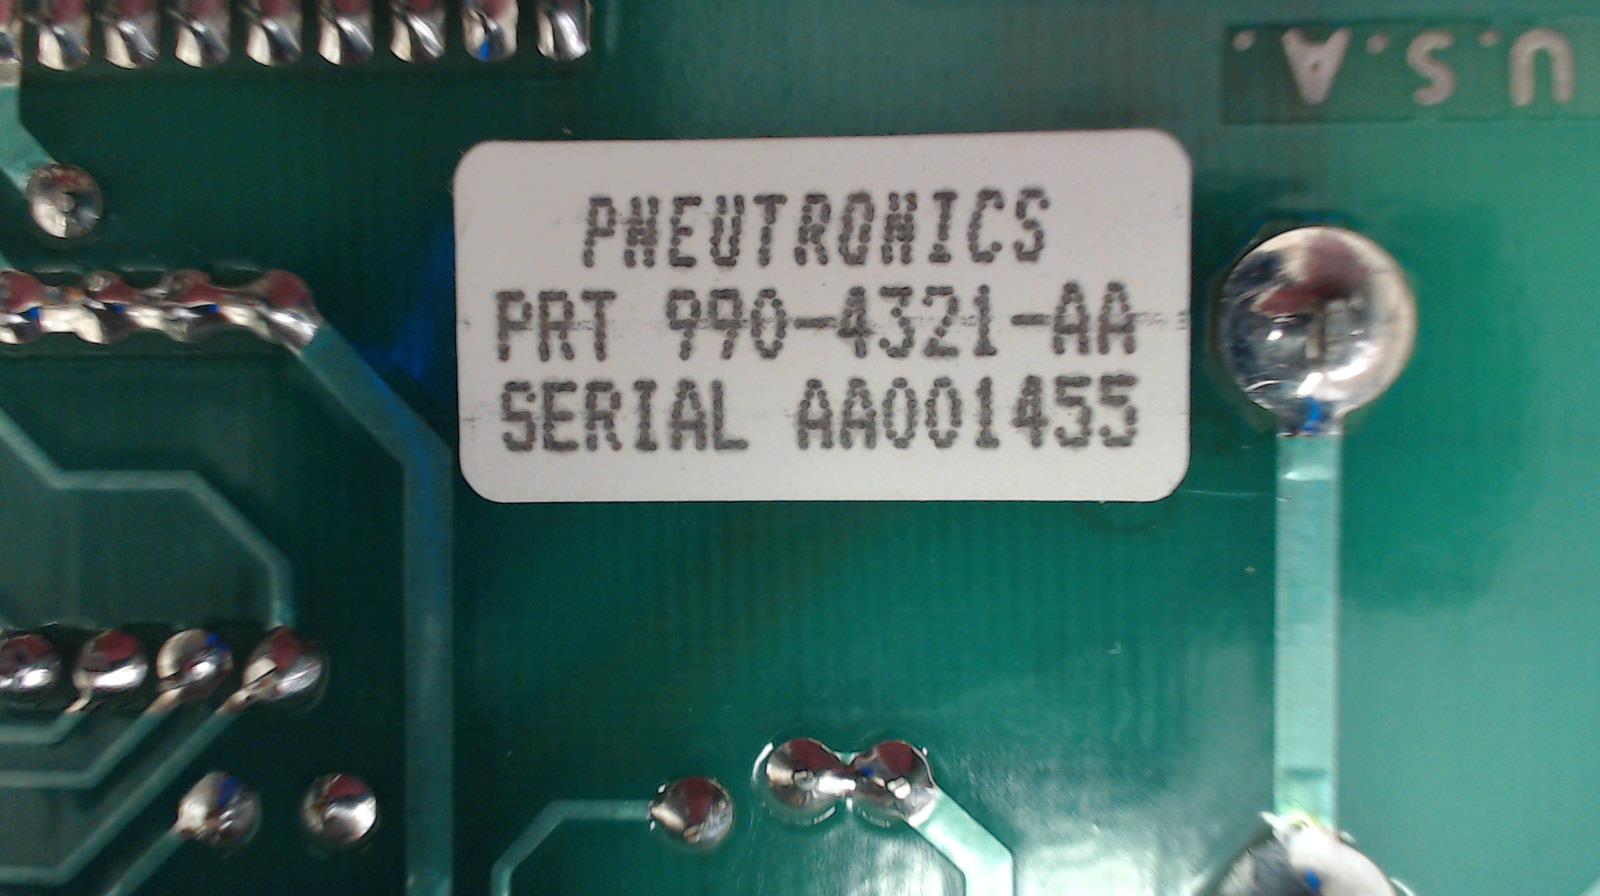 U.S.A.
PNEUTRONICS
PRT 990-4321-AA
SERIAL AA001455